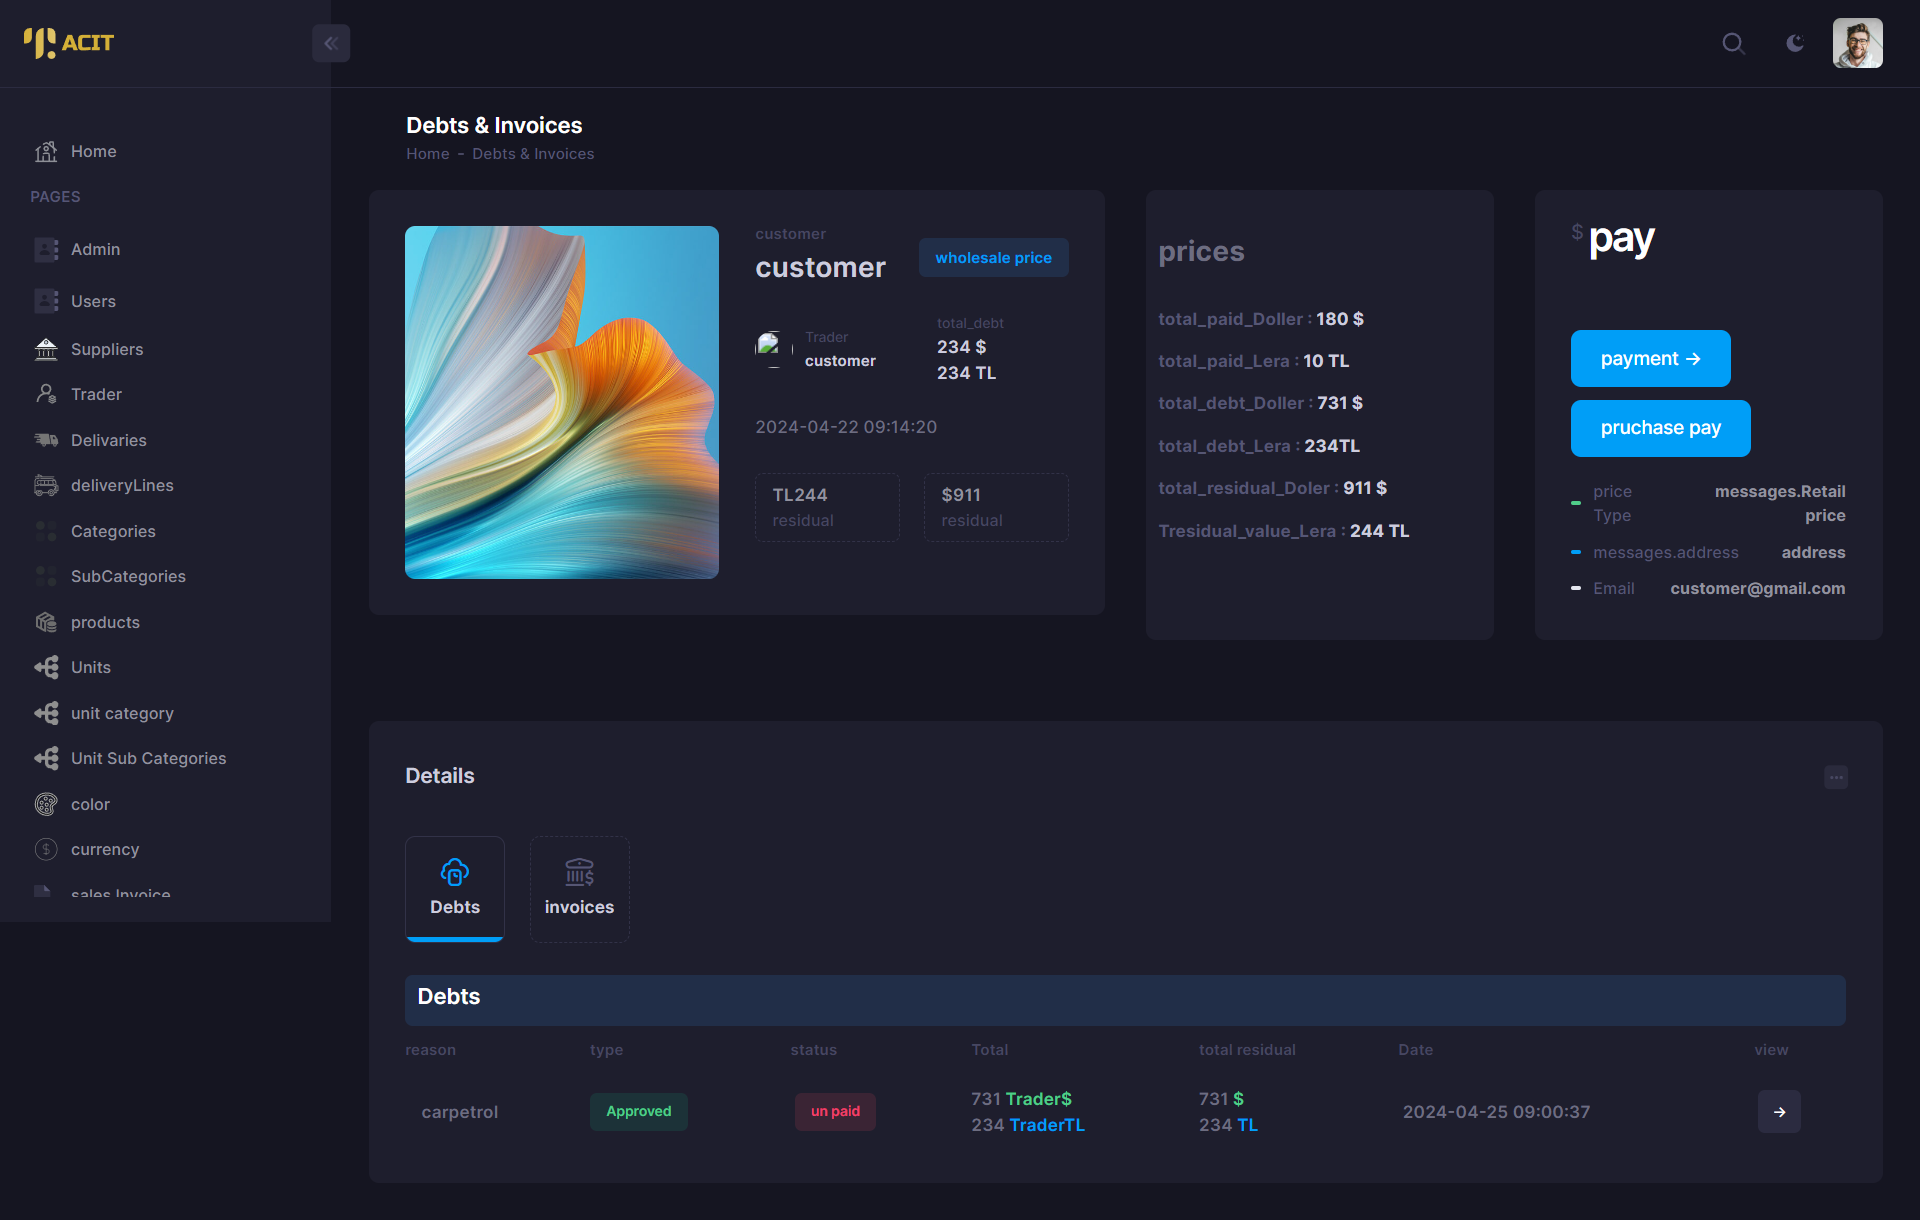 ACIT
Home
PAGES
Admin
Users
Suppliers
Trader
Delivaries
deliveryLines
Categories
SubCategories
products
Units
unit category
Unit Sub Categories
color
currency
sales Invoice
Debts & Invoices
Home - Debts & Invoices
customer
customer
wholesale price
Trader
customer
total_debt
234 $
234 TL
2024-04-22 09:14:20
TL244
residual
$911
residual
prices
total_paid_Doller : 180 $
total_paid_Lera : 10 TL
total_debt_Doller : 731 $
total_debt_Lera : 234TL
total_residual_Doler : 911 $
Tresidual_value_Lera : 244 TL
$ pay
payment →
pruchase pay
price Type
messages.Retail price
messages.address address
Email customer@gmail.com
Details
Debts
invoices
Debts
reason type status Total total residual Date view
carpetrol Approved un paid
731 Trader$
234 TraderTL
731 $
234 TL
2024-04-25 09:00:37
→